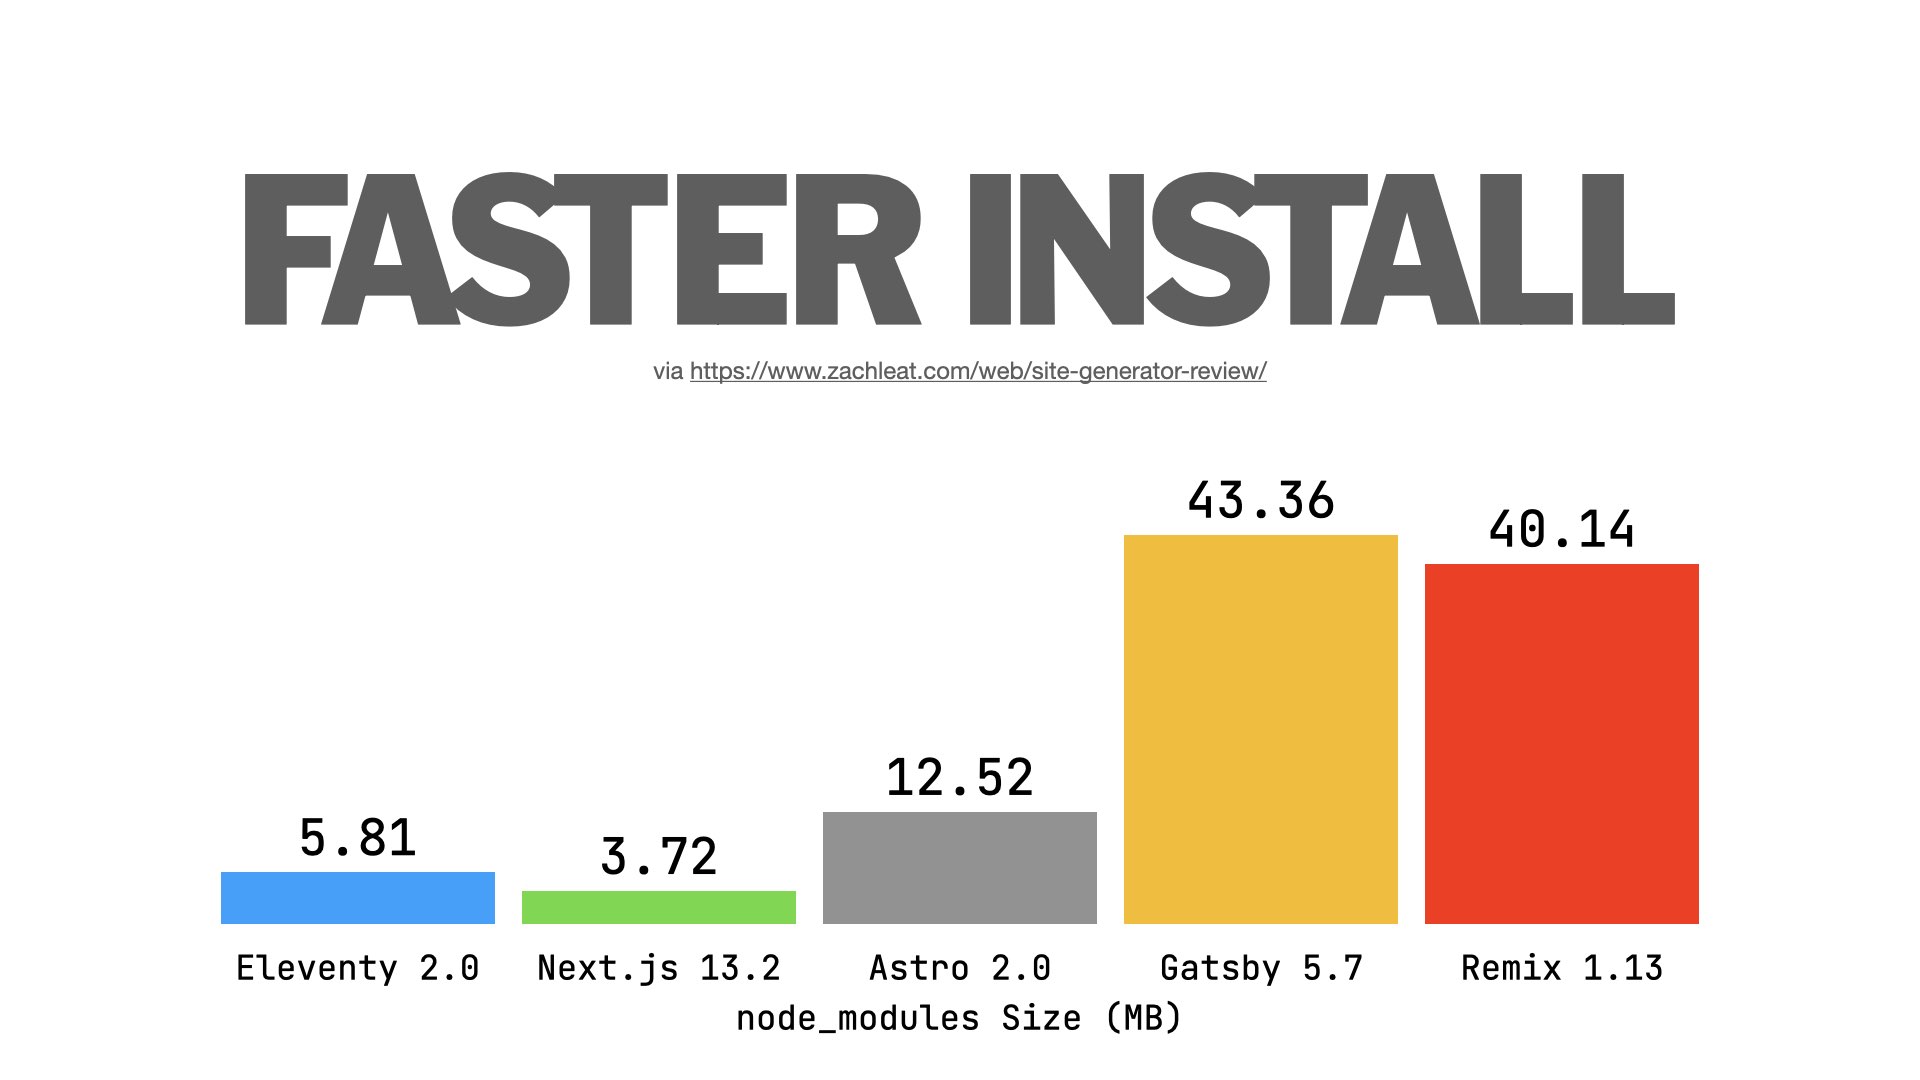 FASTER INSTALL
via https://www.zachleat.com/web/site-generator-review/
43.36
40.14
12.52
5.81
3.72
Eleventy 2.0
Next.js 13.2
Astro 2.0
Gatsby 5.7
Remix 1.13
node_modules Size (MB)